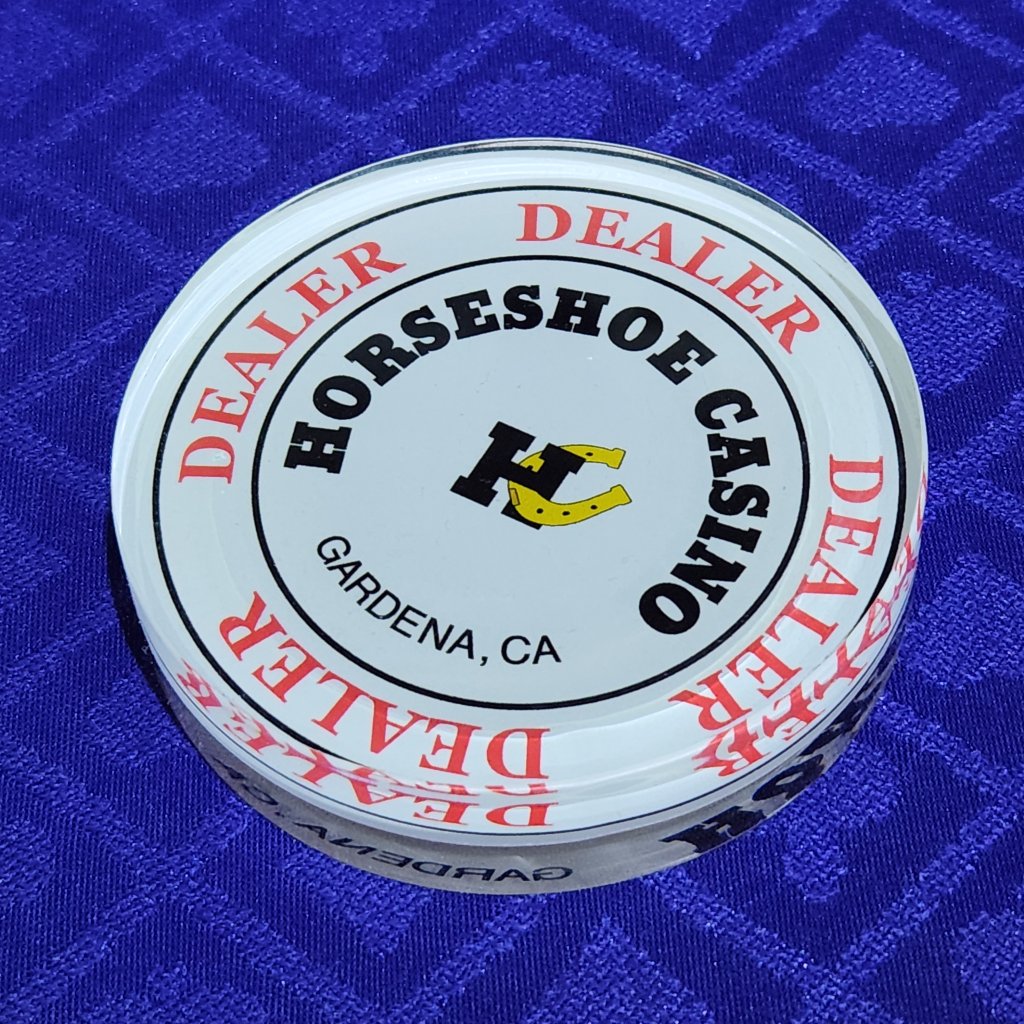 DEALER
DEALER
DEALER
DEALER
HORSESHOE CASINO
HC
GARDENA, CA